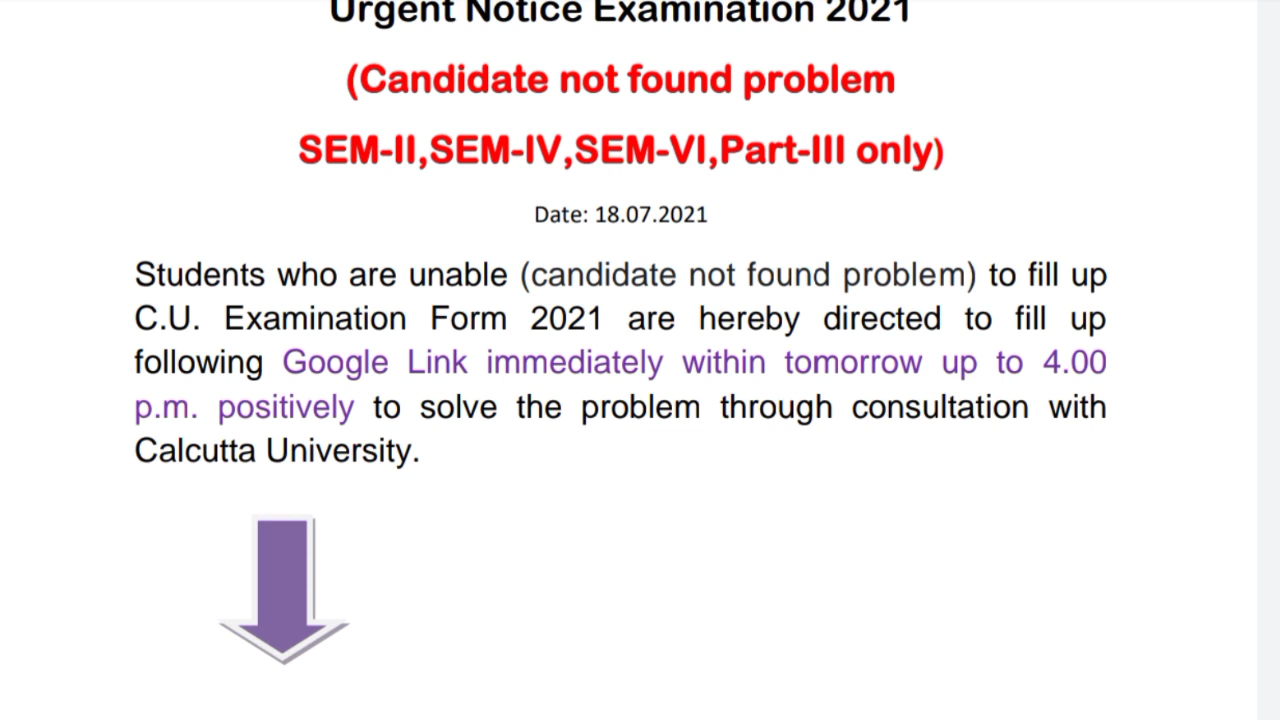 Urgent Notice Examination 2021
(Candidate not found problem
SEM-II,SEM-IV,SEM-VI,Part-III only)
Date: 18.07.2021
Students who are unable (candidate not found problem) to fill up
C.U. Examination Form 2021 are hereby directed to fill up
following Google Link immediately within tomorrow up to 4.00
p.m. positively to solve the problem through consultation with
Calcutta University.